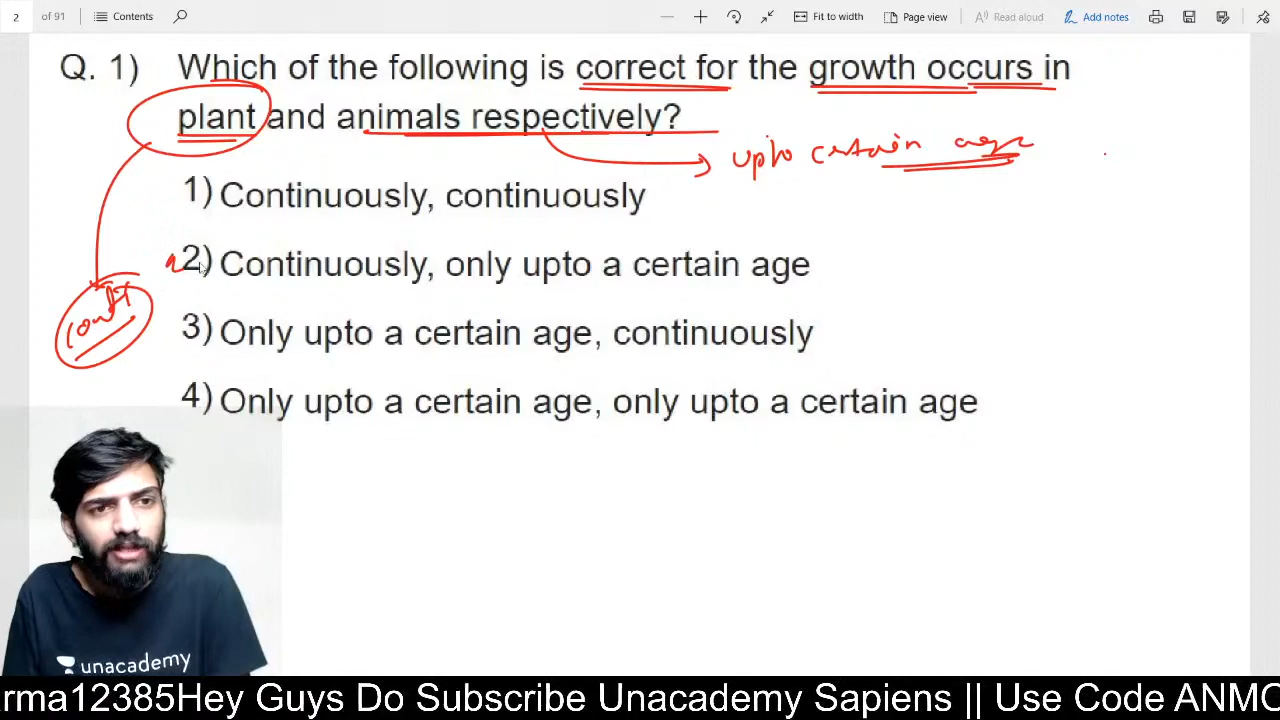 2 of 91 Contents Fit to width Page view Read aloud Add notes
Q. 1) Which of the following is correct for the growth occurs in
plant and animals respectively?
upto certain age
1) Continuously, continuously
2) Continuously, only upto a certain age
3) Only upto a certain age, continuously
4) Only upto a certain age, only upto a certain age
unacademy
rma12385Hey Guys Do Subscribe Unacademy Sapiens || Use Code ANMO